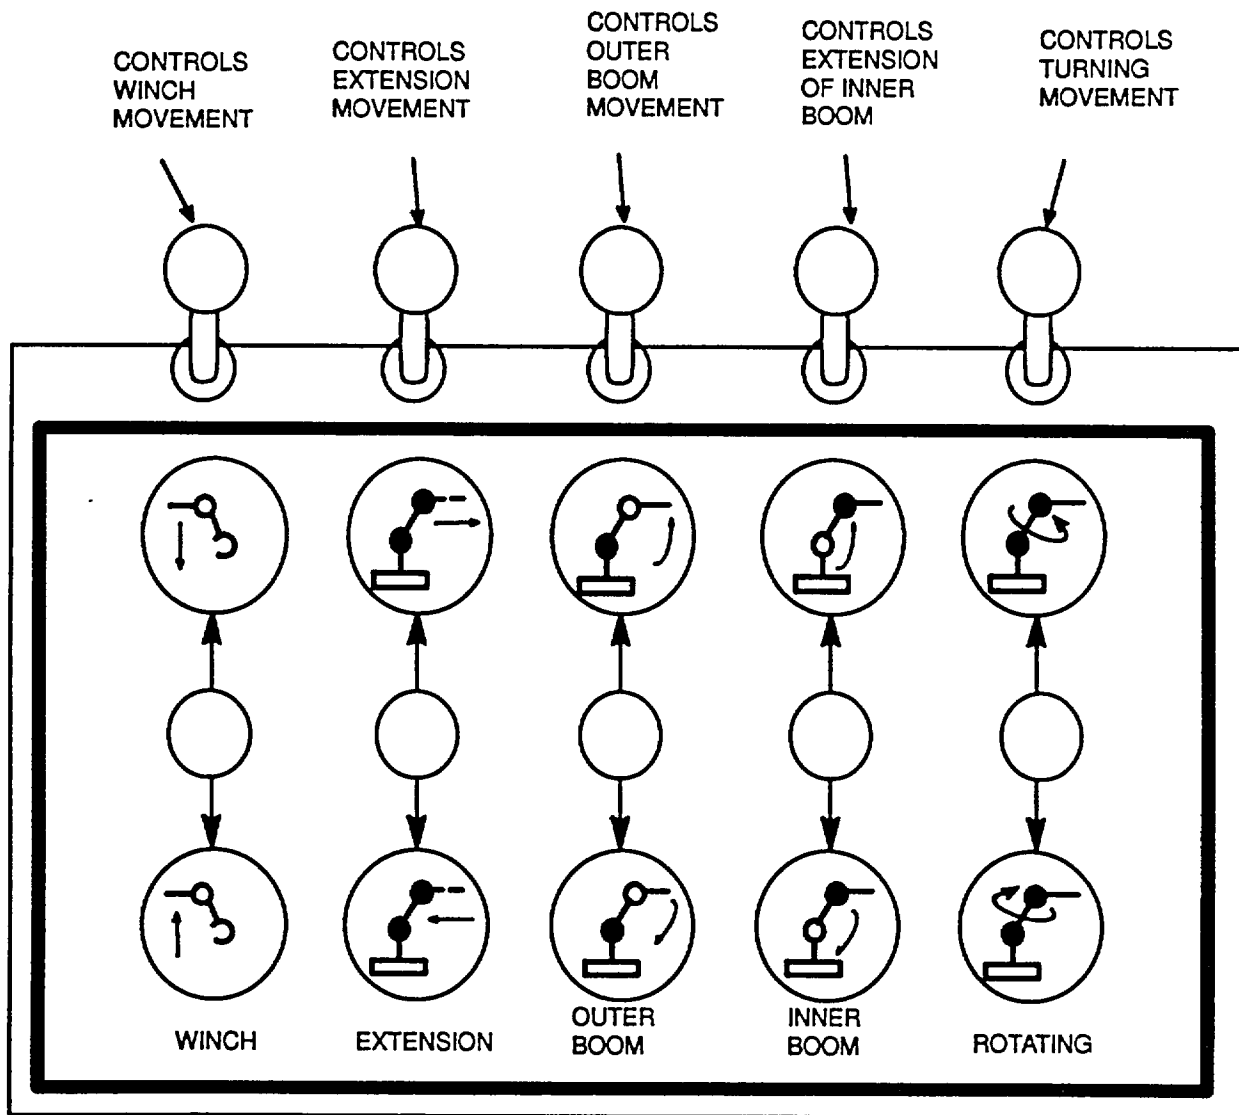 CONTROLS
WINCH
MOVEMENT
CONTROLS
EXTENSION
MOVEMENT
CONTROLS
OUTER
BOOM
MOVEMENT
CONTROLS
EXTENSION
OF INNER
BOOM
CONTROLS
TURNING
MOVEMENT
WINCH
EXTENSION
OUTER
BOOM
INNER
BOOM
ROTATING